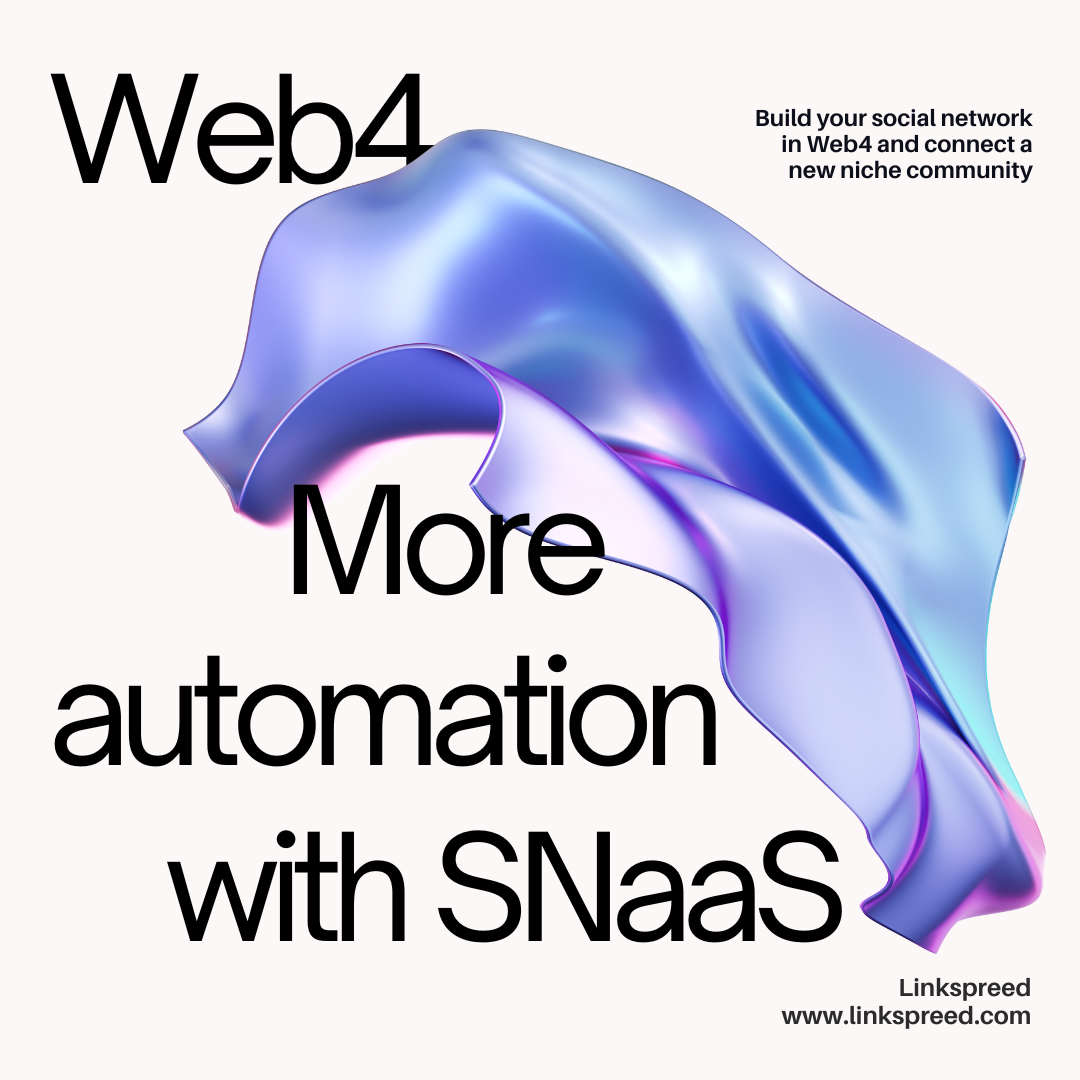 Web4
Build your social network
in Web4 and connect a
new niche community
More
automation
with SNaaS
Linkspreed
www.linkspreed.com